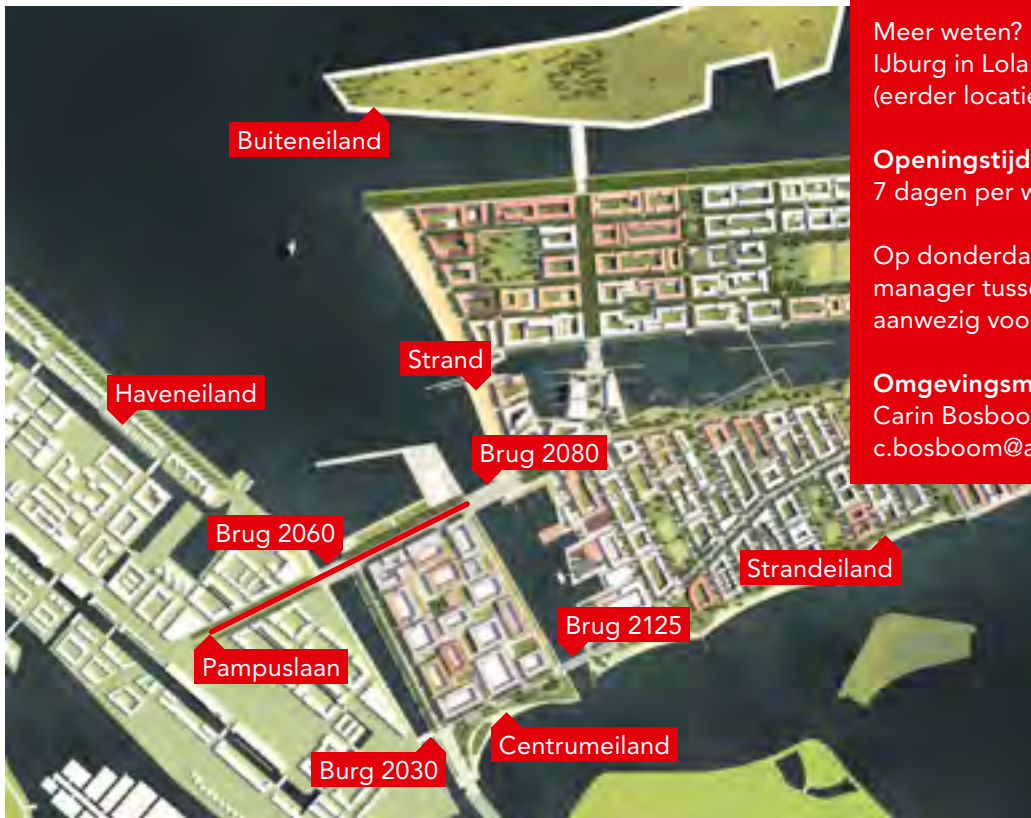 Meer weten?
IJburg in Lola
(eerder locatie
Openingstijd
7 dagen per w
Op donderda
manager tusse
aanwezig voo
Omgevingsm
Carin Bosboo
c.bosboom@a
Buiteneiland
Strand
Haveneiland
Brug 2080
Brug 2060
Strandeiland
Brug 2125
Pampuslaan
Centrumeiland
Burg 2030